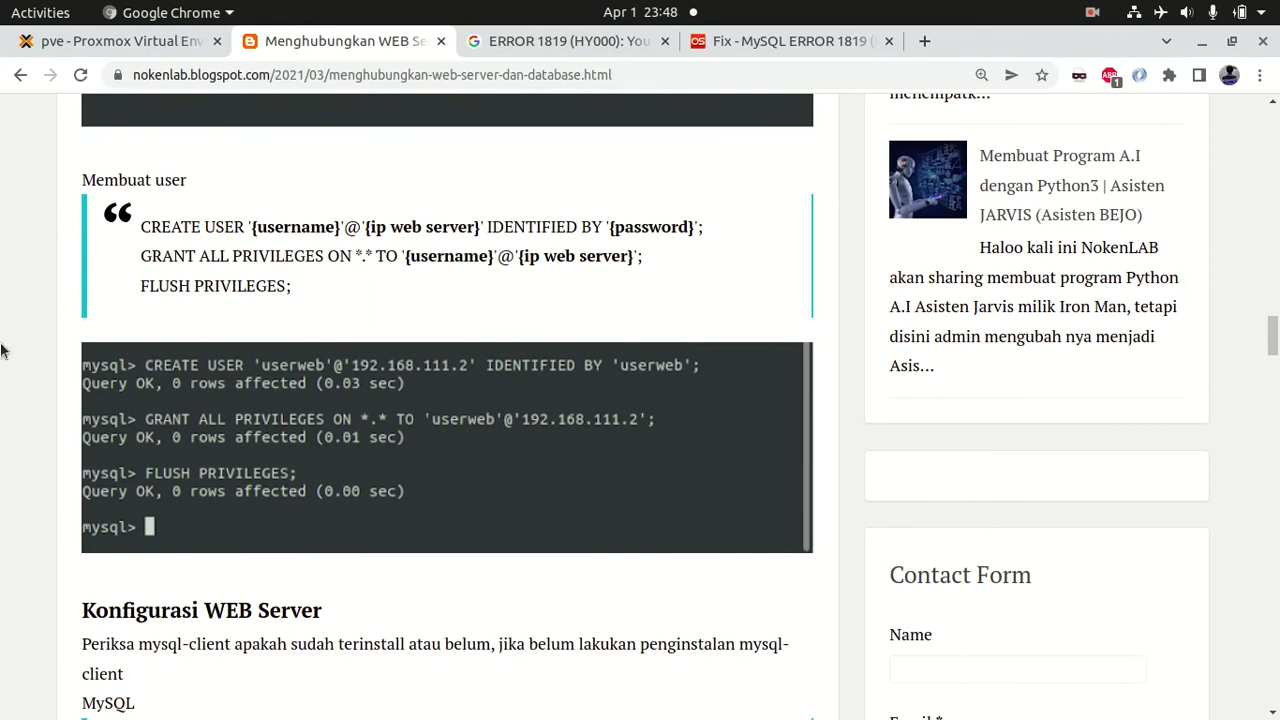 Activities
Google Chrome
Apr 1 23:48
pve - Proxmox Virtual Env
Menghubungkan WEB Se
ERROR 1819 (HY000): You
Fix - MySQL ERROR 1819 (
nokenlab.blogspot.com/2021/03/menghubungkan-web-server-dan-database.html
ABP
1
Membuat user
CREATE USER '{username}'@'{ip web server}' IDENTIFIED BY '{password}';
GRANT ALL PRIVILEGES ON *.* TO '{username}'@'{ip web server}';
FLUSH PRIVILEGES;
mysql> CREATE USER 'userweb'@'192.168.111.2' IDENTIFIED BY 'userweb';
Query OK, 0 rows affected (0.03 sec)
mysql> GRANT ALL PRIVILEGES ON *.* TO 'userweb'@'192.168.111.2';
Query OK, 0 rows affected (0.01 sec)
mysql> FLUSH PRIVILEGES;
Query OK, 0 rows affected (0.00 sec)
mysql>
Konfigurasi WEB Server
Periksa mysql-client apakah sudah terinstall atau belum, jika belum lakukan penginstalan mysql-
client
MySQL
menempatk...
Membuat Program A.I
dengan Python3 | Asisten
JARVIS (Asisten BEJO)
Haloo kali ini NokenLAB
akan sharing membuat program Python
A.I Asisten Jarvis milik Iron Man, tetapi
disini admin mengubah nya menjadi
Asis...
Contact Form
Name
Email *